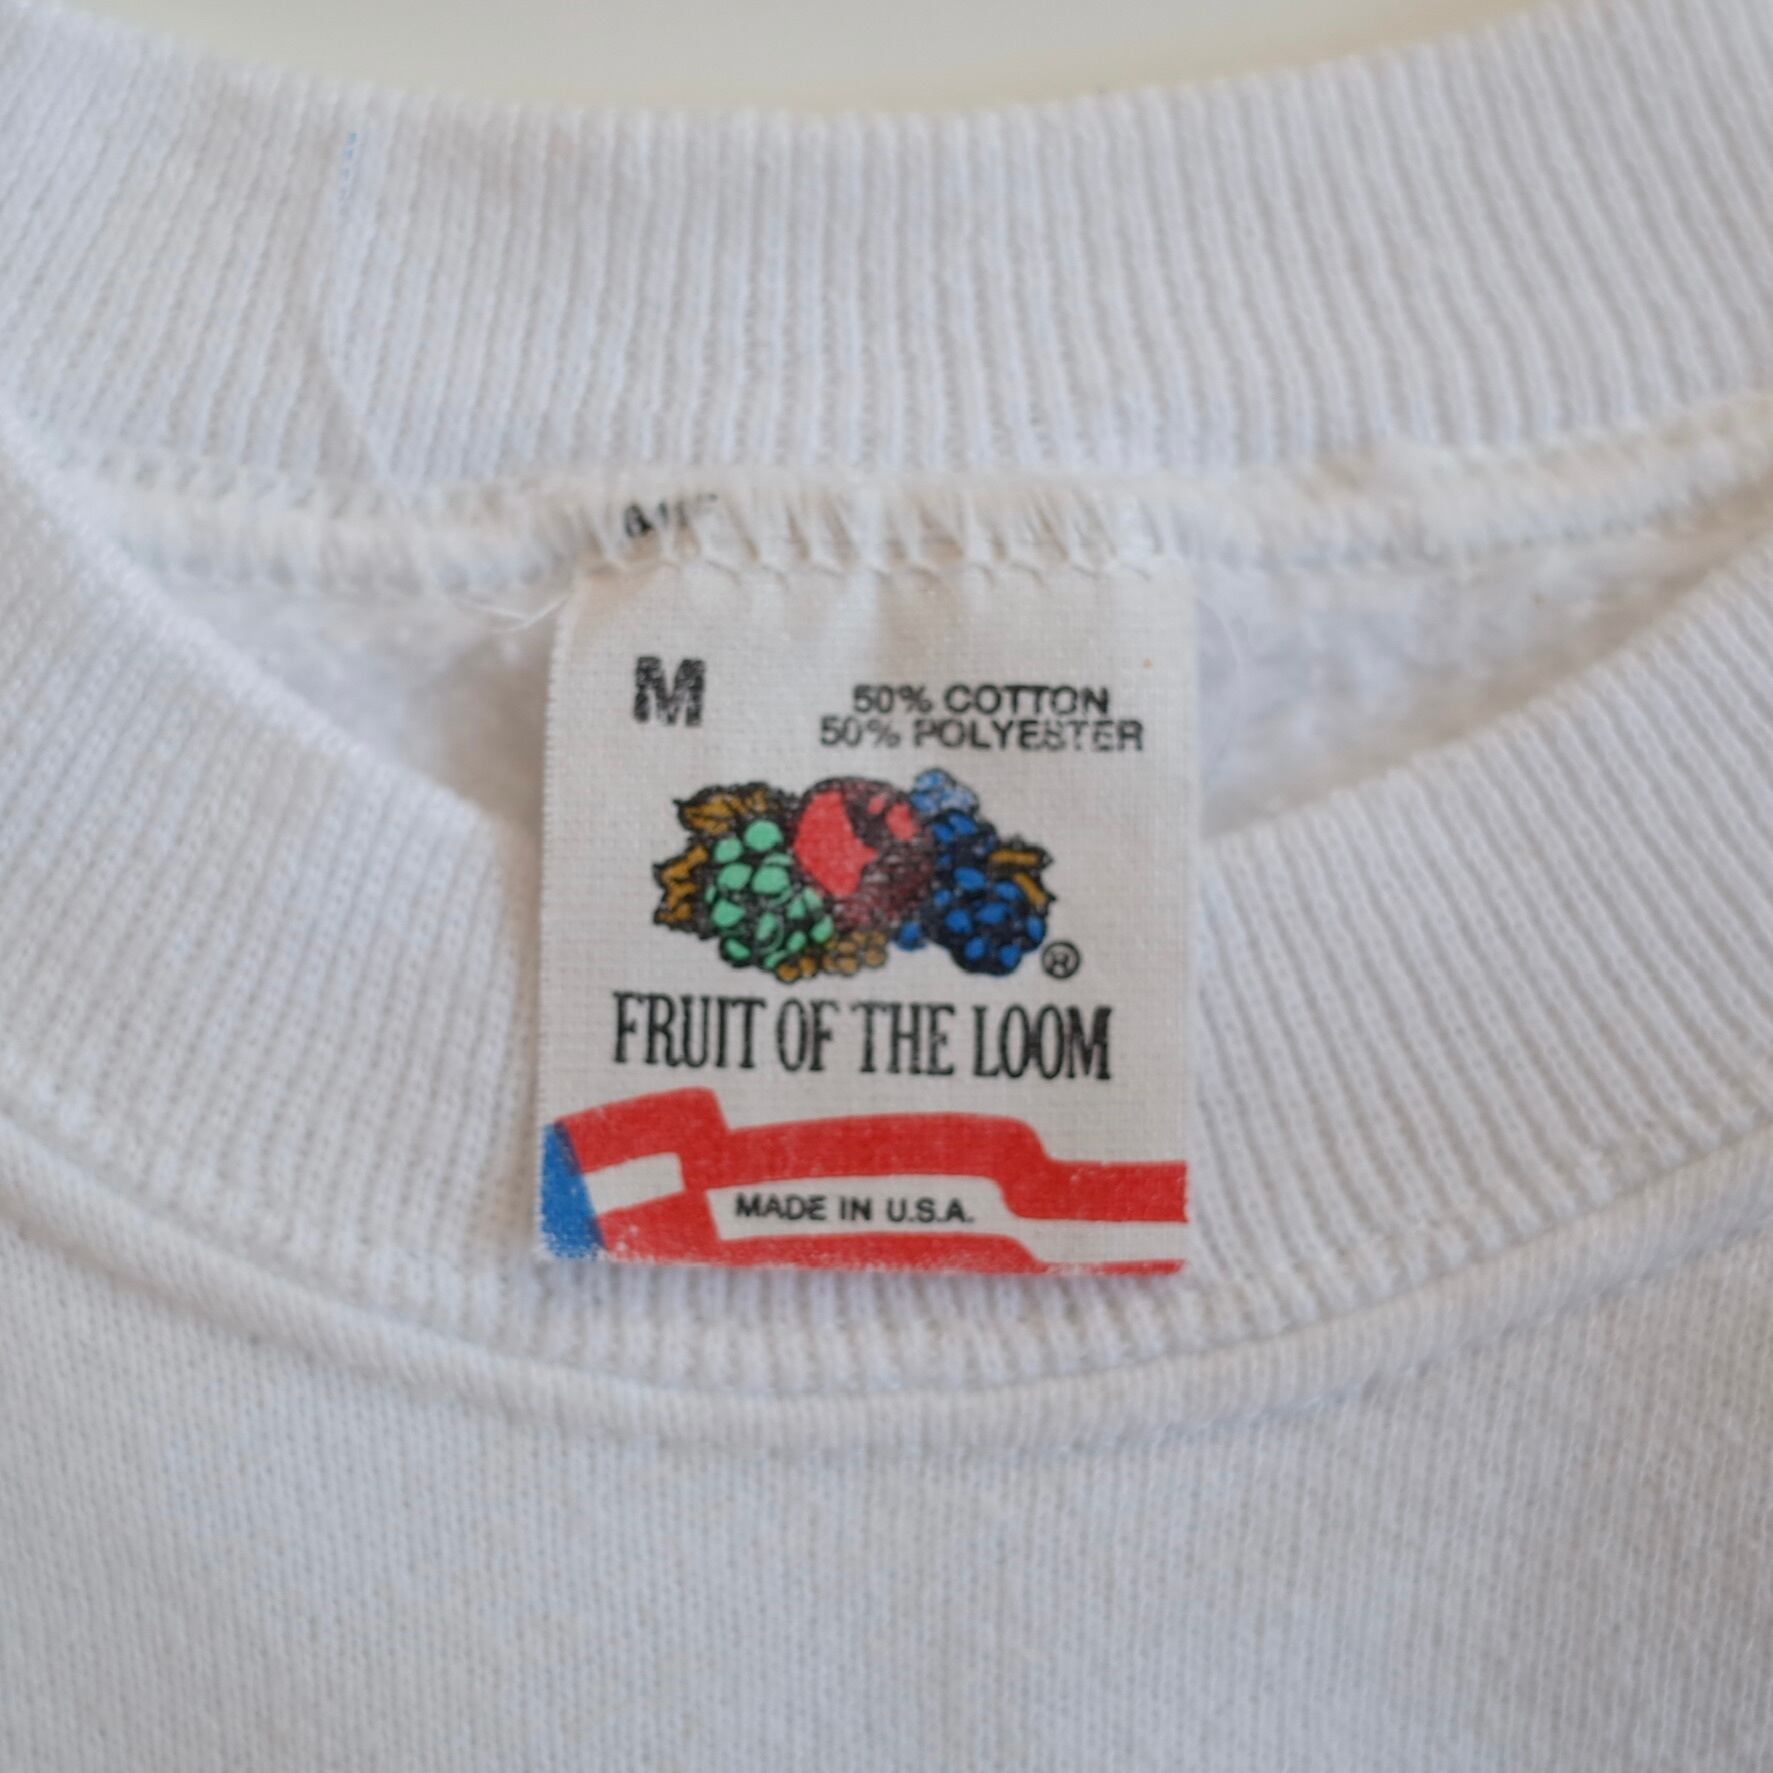 M
50% COTTON
50% POLYESTER
®
FRUIT OF THE LOOM
MADE IN U.S.A.